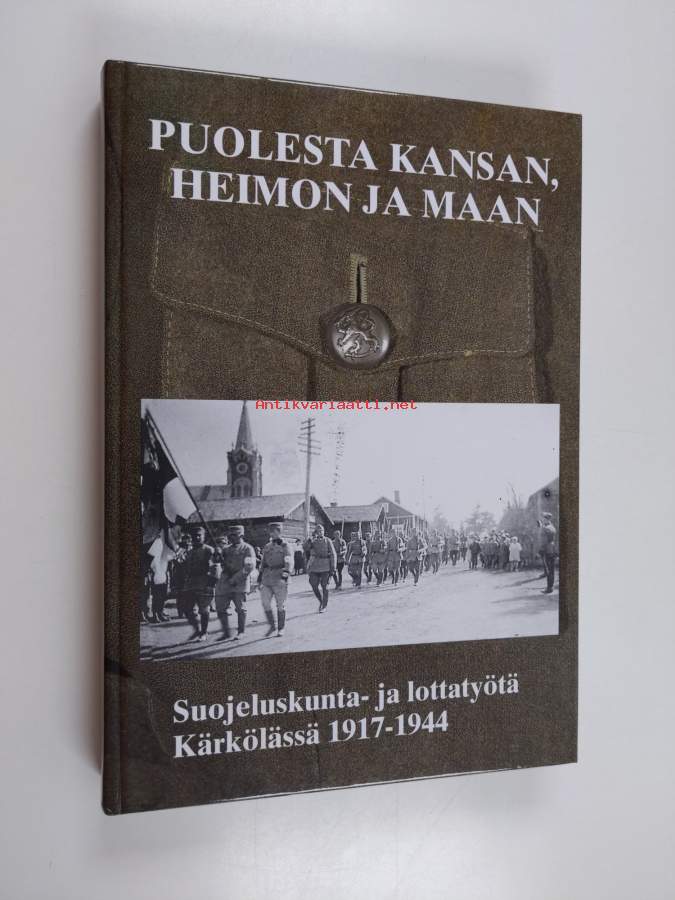 PUOLESTA KANSAN,
HEIMON JA MAAN
Antikvariaatti.net
Suojeluskunta- ja lottatyötä
Kärkölässä 1917-1944